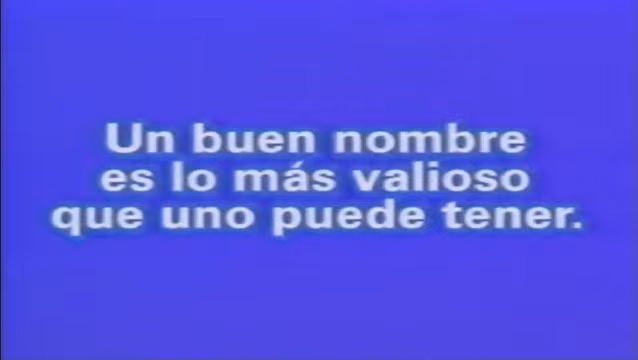 Un buen nombre
es lo más valioso
que uno puede tener.